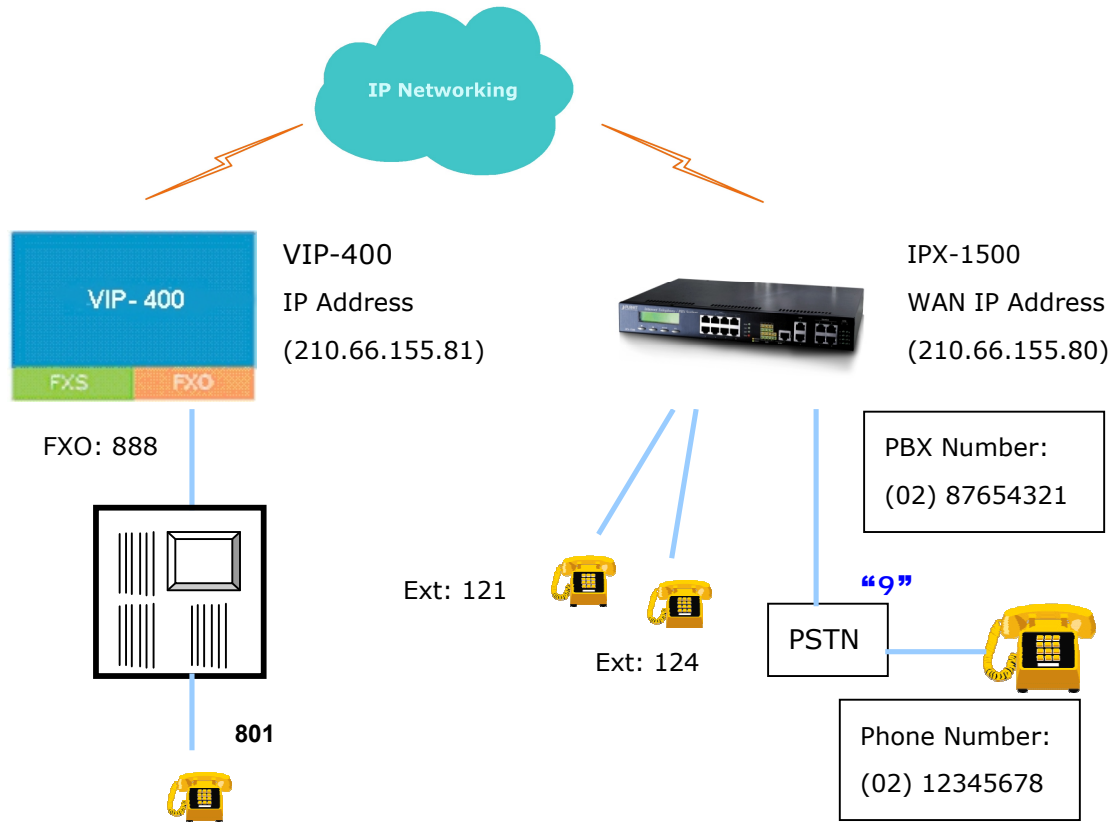 IP Networking
VIP-400
IP Address
(210.66.155.81)
VIP- 400
FXS
FXO
IPX-1500
WAN IP Address
(210.66.155.80)
FXO: 888
PBX Number:
(02) 87654321
Ext: 121
Ext: 124
“9”
PSTN
801
Phone Number:
(02) 12345678